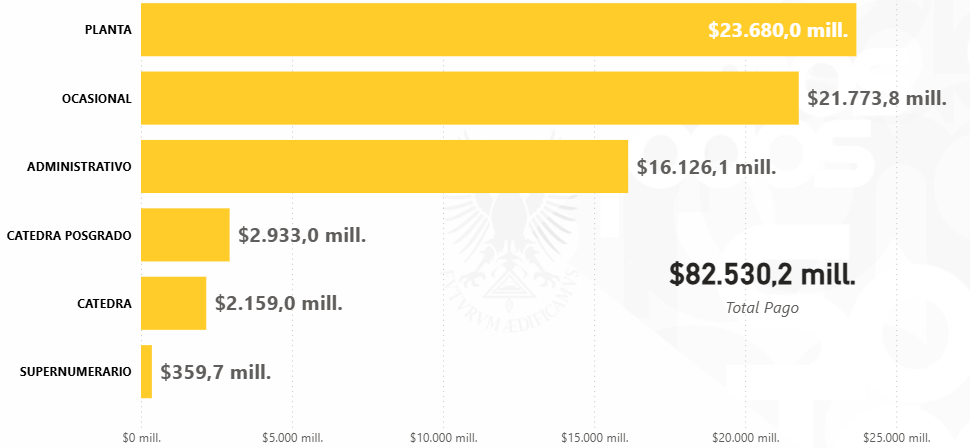 PLANTA
$23.680,0 mill.
OCASIONAL
$21.773,8 mill.
ADMINISTRATIVO
$16.126,1 mill.
CATEDRA POSGRADO
$2.933,0 mill.
$82.530,2 mill.
Total Pago
CATEDRA
$2.159,0 mill.
SUPERNUMERARIO
$359,7 mill.
$0 mill. $5.000 mill. $10.000 mill. $15.000 mill. $20.000 mill. $25.000 mill.